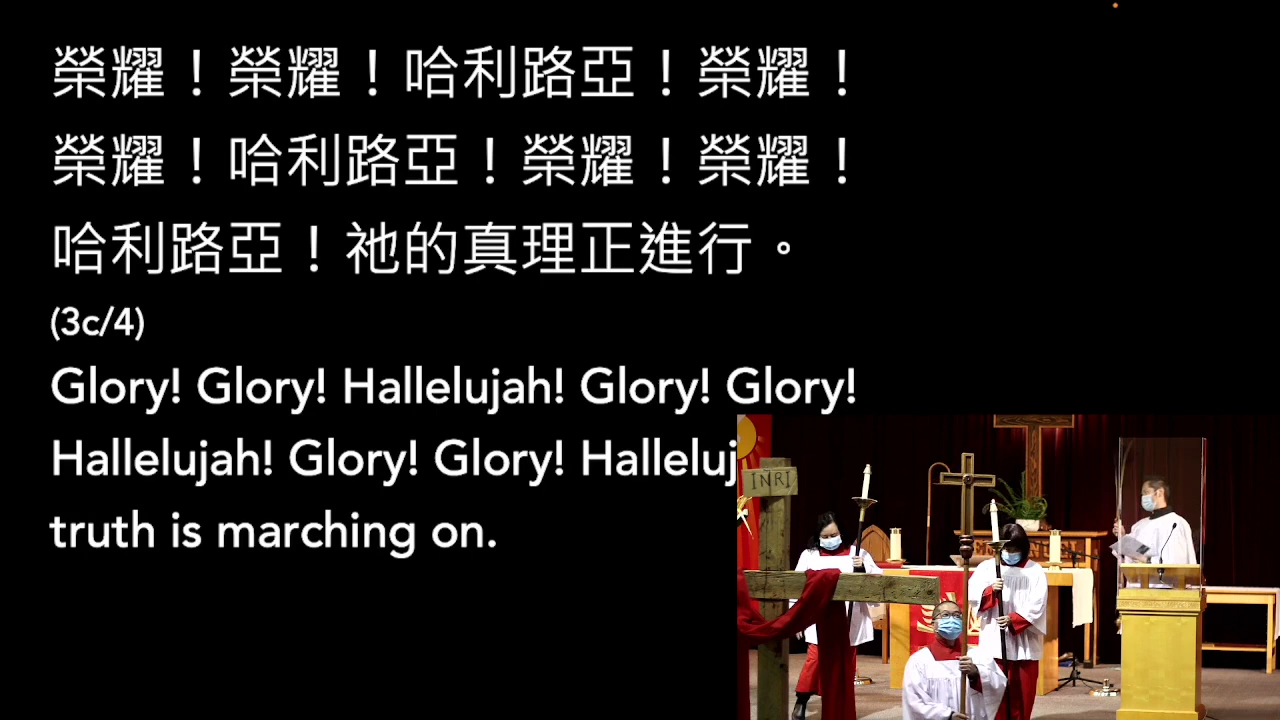 榮耀！榮耀！哈利路亞！榮耀！
榮耀！哈利路亞！榮耀！榮耀！
哈利路亞！祂的真理正進行。
(3c/4)
Glory! Glory! Hallelujah! Glory! Glory!
Hallelujah! Glory! Glory! Halleluj
truth is marching on.
INRI